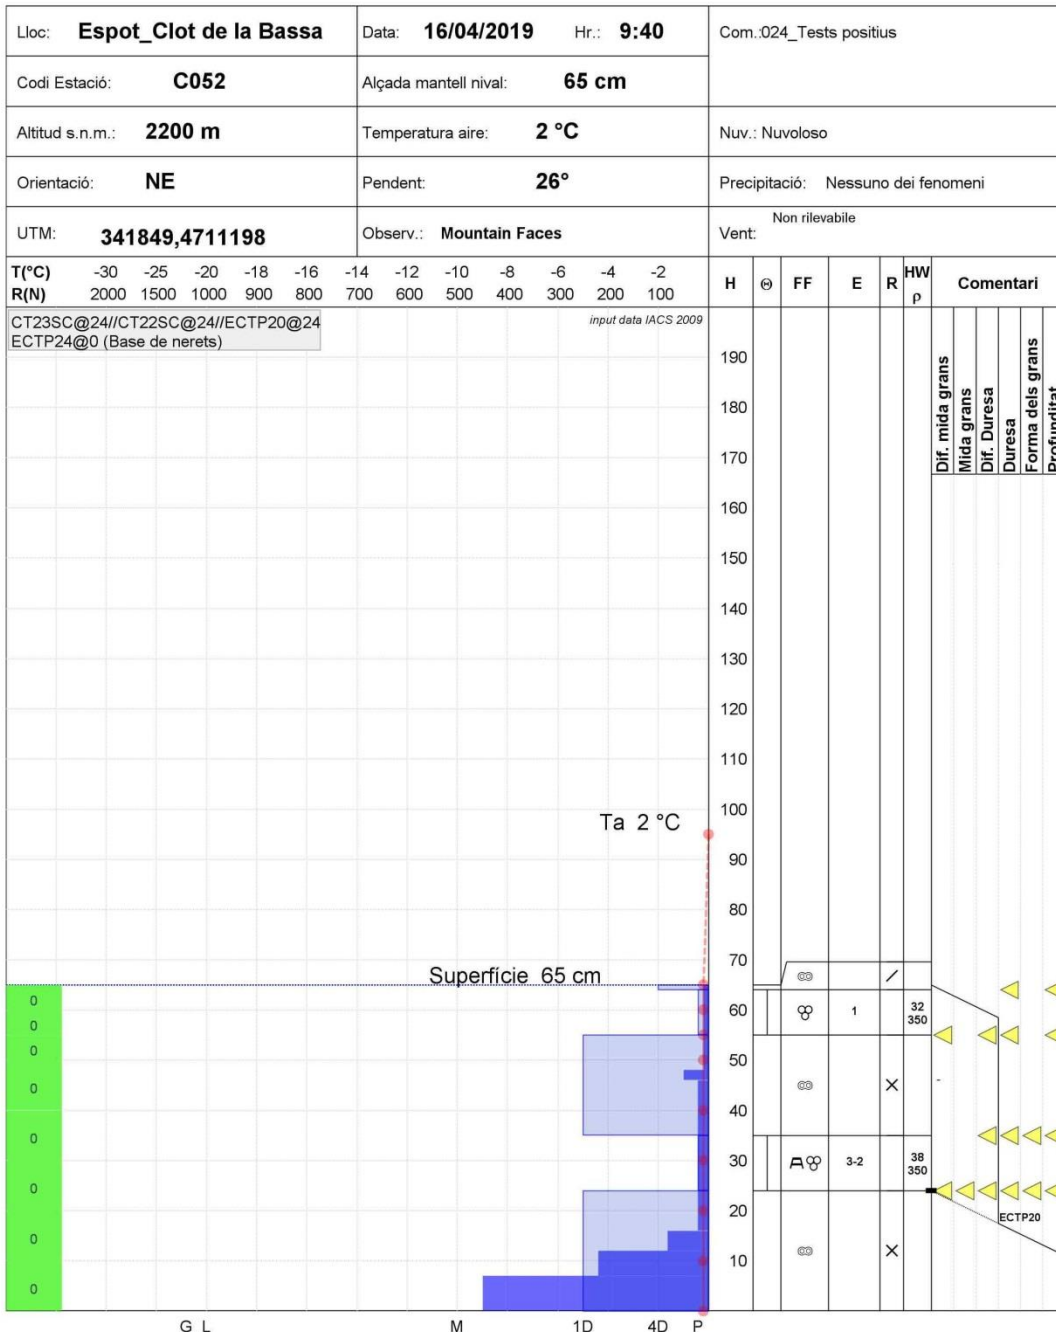 Lloc: Espot_Clot de la Bassa Data: 16/04/2019 Hr.: 9:40 Com.:024_Tests positius
Codi Estació: C052 Alçada mantell nival: 65 cm
Altitud s.n.m.: 2200 m Temperatura aire: 2 °C Nuv.: Nuvoloso
Orientació: NE Pendent: 26° Precipitació: Nessuno dei fenomeni
UTM: 341849,4711198 Observ.: Mountain Faces Vent: Non rilevabile
T(°C) -30 -25 -20 -18 -16 -14 -12 -10 -8 -6 -4 -2
R(N) 2000 1500 1000 900 800 700 600 500 400 300 200 100
H Θ FF E R HW ρ Comentari
CT23SC@24//CT22SC@24//ECTP20@24
ECTP24@0 (Base de nerets)
input data IACS 2009
Dif. mida grans
Mida grans
Dif. Duresa
Duresa
Forma dels grans
Profunditat
190
180
170
160
150
140
130
120
110
100
Ta 2 °C
90
80
70
Superfície 65 cm
0
60 1 32
350
0
0
50
0
40
0
30 3-2 38
350
0
20
ECTP20
0
10
0
G L M 1D 4D P